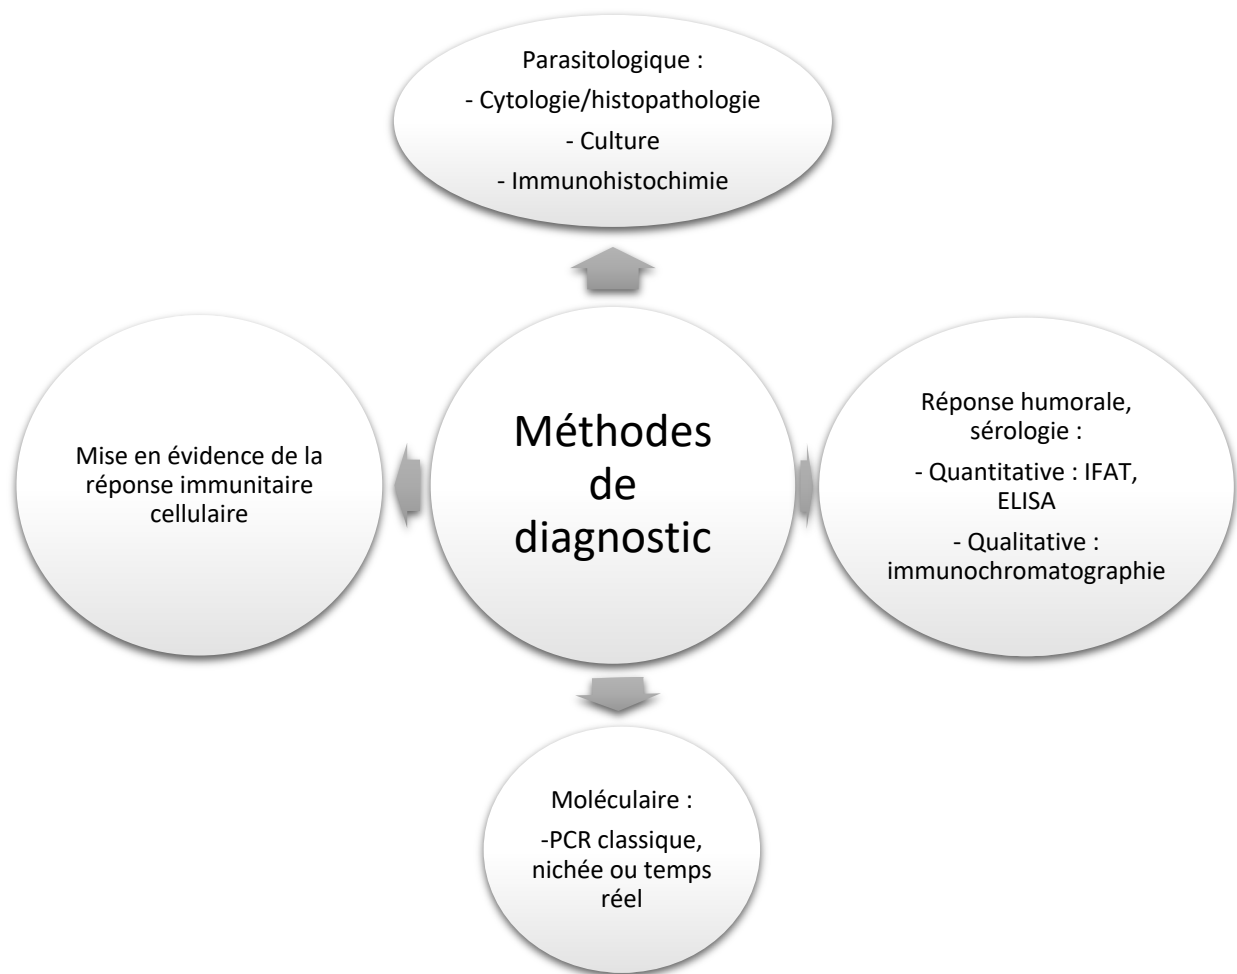 Parasitologique :
- Cytologie/histopathologie
- Culture
- Immunohistochimie
Mise en évidence de la
réponse immunitaire
cellulaire
Méthodes
de
diagnostic
Réponse humorale,
sérologie :
- Quantitative : IFAT,
ELISA
- Qualitative :
immunochromatographie
Moléculaire :
-PCR classique,
nichée ou temps
réel